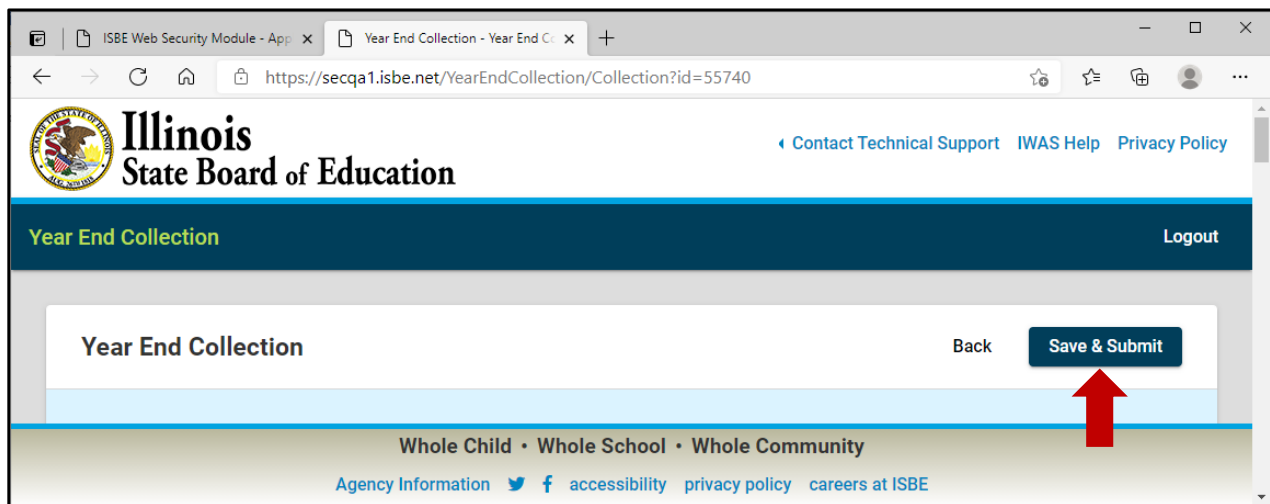 ISBE Web Security Module - App
Year End Collection - Year End Co
https://secqa1.isbe.net/YearEndCollection/Collection?id=55740
Illinois
State Board of Education
Contact Technical Support IWAS Help Privacy Policy
Year End Collection
Logout
Year End Collection
Back
Save & Submit
Whole Child • Whole School • Whole Community
Agency Information accessibility privacy policy careers at ISBE